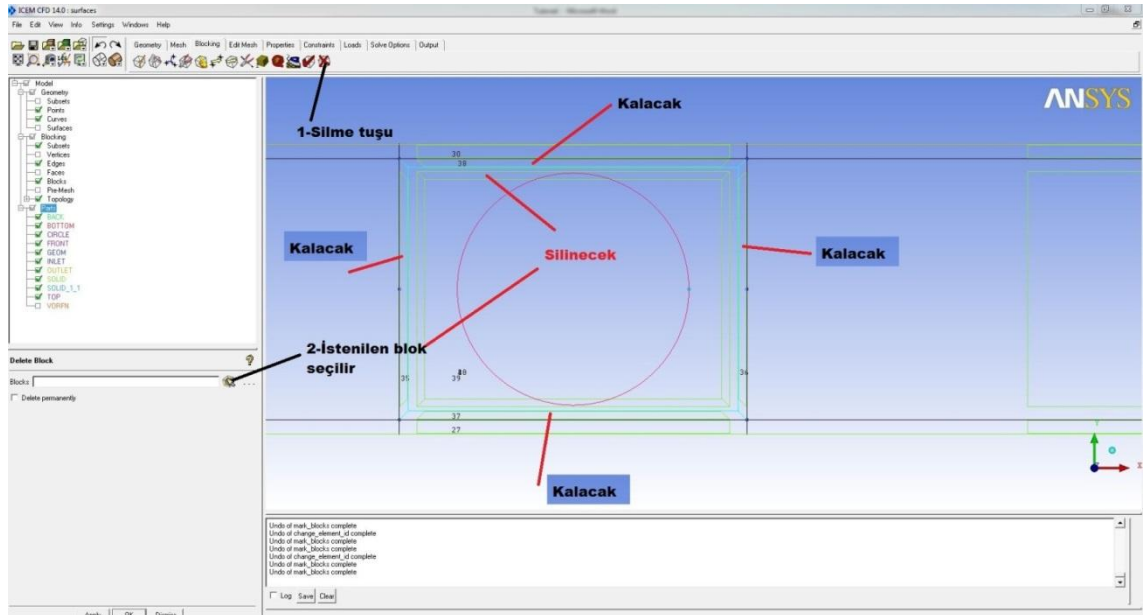 ICEM CFD 14.0 : surfaces
File Edit View Info Settings Windows Help
Geometry Mesh Blocking Edit Mesh Properties Constraints Loads Solve Options Output
Model
Geometry
Subsets
Points
Curves
Surfaces
Blocking
Subsets
Vertices
Edges
Faces
Blocks
Pre-Mesh
Topology
Parts
BACK
BOTTOM
CIRCLE
FRONT
GEOM
INLET
OUTLET
SOLID
SOLID_1_1
TOP
VORFN
Delete Block
Blocks
Delete permanently
Apply OK Dismiss
1-Silme tuşu
2-İstenilen blok
seçilir
ANSYS
Kalacak
30
38
Kalacak
Silinecek
Kalacak
35
39
36
37
27
Kalacak
Y
X
Undo of mark_blocks complete
Undo of change_element_id complete
Undo of mark_blocks complete
Undo of mark_blocks complete
Undo of change_element_id complete
Undo of mark_blocks complete
Undo of mark_blocks complete
Log Save Clear